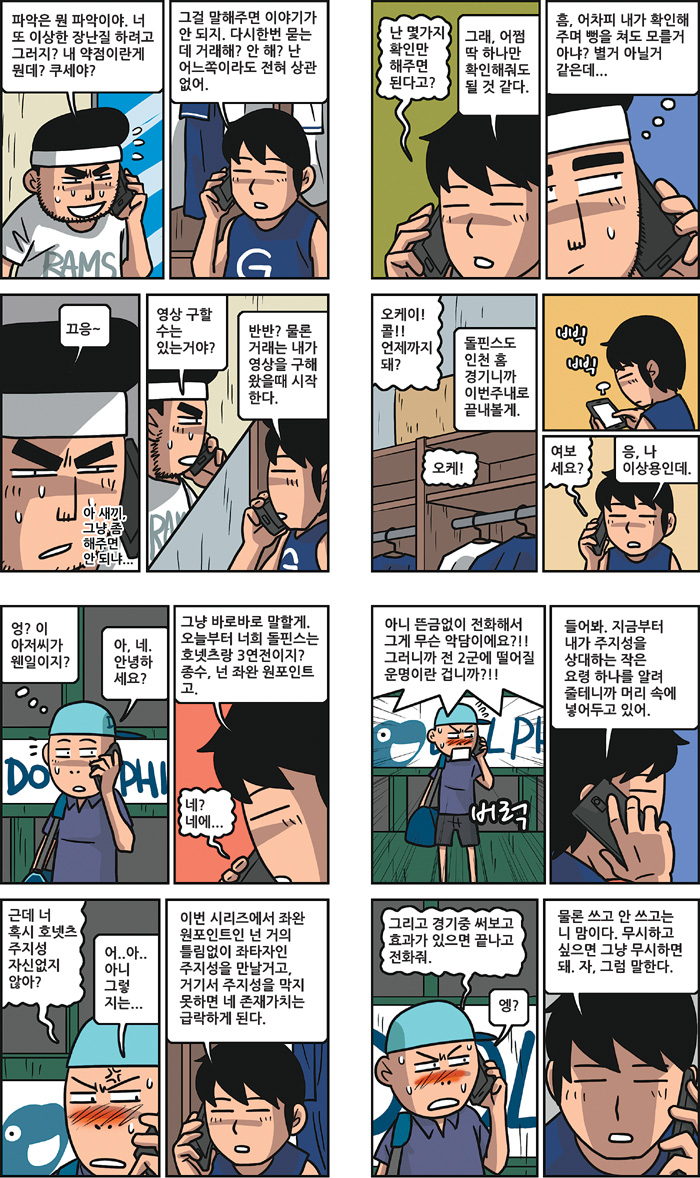 파악은 뭔 파악이야. 너
또 이상한 장난질 하려고
그러지? 내 약점이란게
뭔데? 쿠세야?
그걸 말해주면 이야기가
안 되지. 다시한번 묻는
데 거래해? 안 해? 난
어느쪽이라도 전혀 상관
없어.
RAMS
G
난 몇가지
확인만
해주면
된다고?
그래, 어쩜
딱 하나만
확인해줘도
될 것 같다.
흠, 어차피 내가 확인해
주며 뻥을 쳐도 모를거
아냐? 별거 아닐거
같은데...
끄응~
아 새끼,
그냥 좀
해주면
안 되냐...
영상 구할
수는
있는거야?
반반? 물론
거래는 내가
영상을 구해
왔을때 시작
한다.
RAMS
G
오케이!
콜!!
언제까지
돼?
돌핀스도
인천 홈
경기니까
이번주내로
끝내볼게.
오케!
삐빅
삐빅
여보
세요?
응, 나
이상용인데.
엉? 이
아저씨가
웬일이지?
아, 네.
안녕하
세요?
D
DOLPHI
그냥 바로바로 말할게.
오늘부터 너희 돌핀스는
호넷츠랑 3연전이지?
종수, 넌 좌완 원포인트
고.
네?
네에...
아니 뜬금없이 전화해서
그게 무슨 악담이에요?!!
그러니까 전 2군에 떨어질
운명이란 겁니까?!!
DOLPH
버럭
들어봐. 지금부터
내가 주지성을
상대하는 작은
요령 하나를 알려
줄테니까 머리 속에
넣어두고 있어.
근데 너
혹시 호넷츠
주지성
자신없지
않아?
어..아..
아니
그렇
지는...
이번 시리즈에서 좌완
원포인트인 넌 거의
틀림없이 좌타자인
주지성을 만날거고,
거기서 주지성을 막지
못하면 네 존재가치는
급락하게 된다.
그리고 경기중 써보고
효과가 있으면 끝나고
전화줘.
엥?
DOL
물론 쓰고 안 쓰고는
니 맘이다. 무시하고
싶으면 그냥 무시하면
돼. 자, 그럼 말한다.